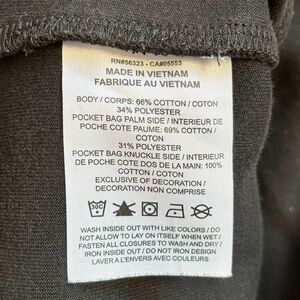 RN#56323 - CA#05553
MADE IN VIETNAM
FABRIQUE AU VIETNAM
BODY / CORPS: 66% COTTON / COTON
34% POLYESTER
POCKET BAG PALM SIDE / INTERIEUR DE
POCHE COTE PAUME: 69% COTTON /
COTON
31% POLYESTER
POCKET BAG KNUCKLE SIDE / INTERIEUR
DE POCHE COTE DOS DE LA MAIN: 100%
COTTON / COTON
EXCLUSIVE OF DECORATION /
DECORATION NON COMPRISE
30C
WASH INSIDE OUT WITH LIKE COLORS / DO
NOT ALLOW TO LAY ON ITSELF WHEN WET /
FASTEN ALL CLOSURES TO WASH AND DRY /
IRON INSIDE OUT / DO NOT IRON DESIGN
LAVER A L'ENVERS AVEC COULEURS